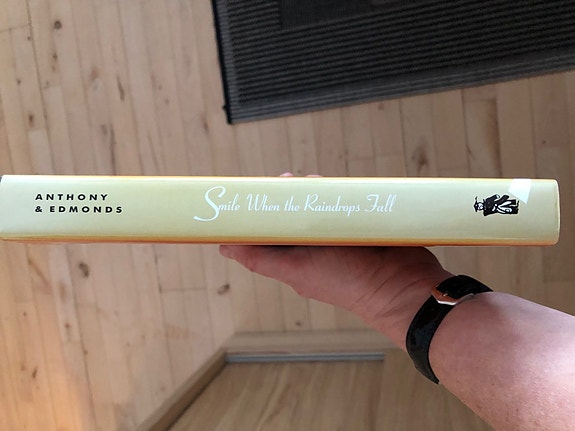 ANTHONY
& EDMONDS
Smile When the Raindrops Fall